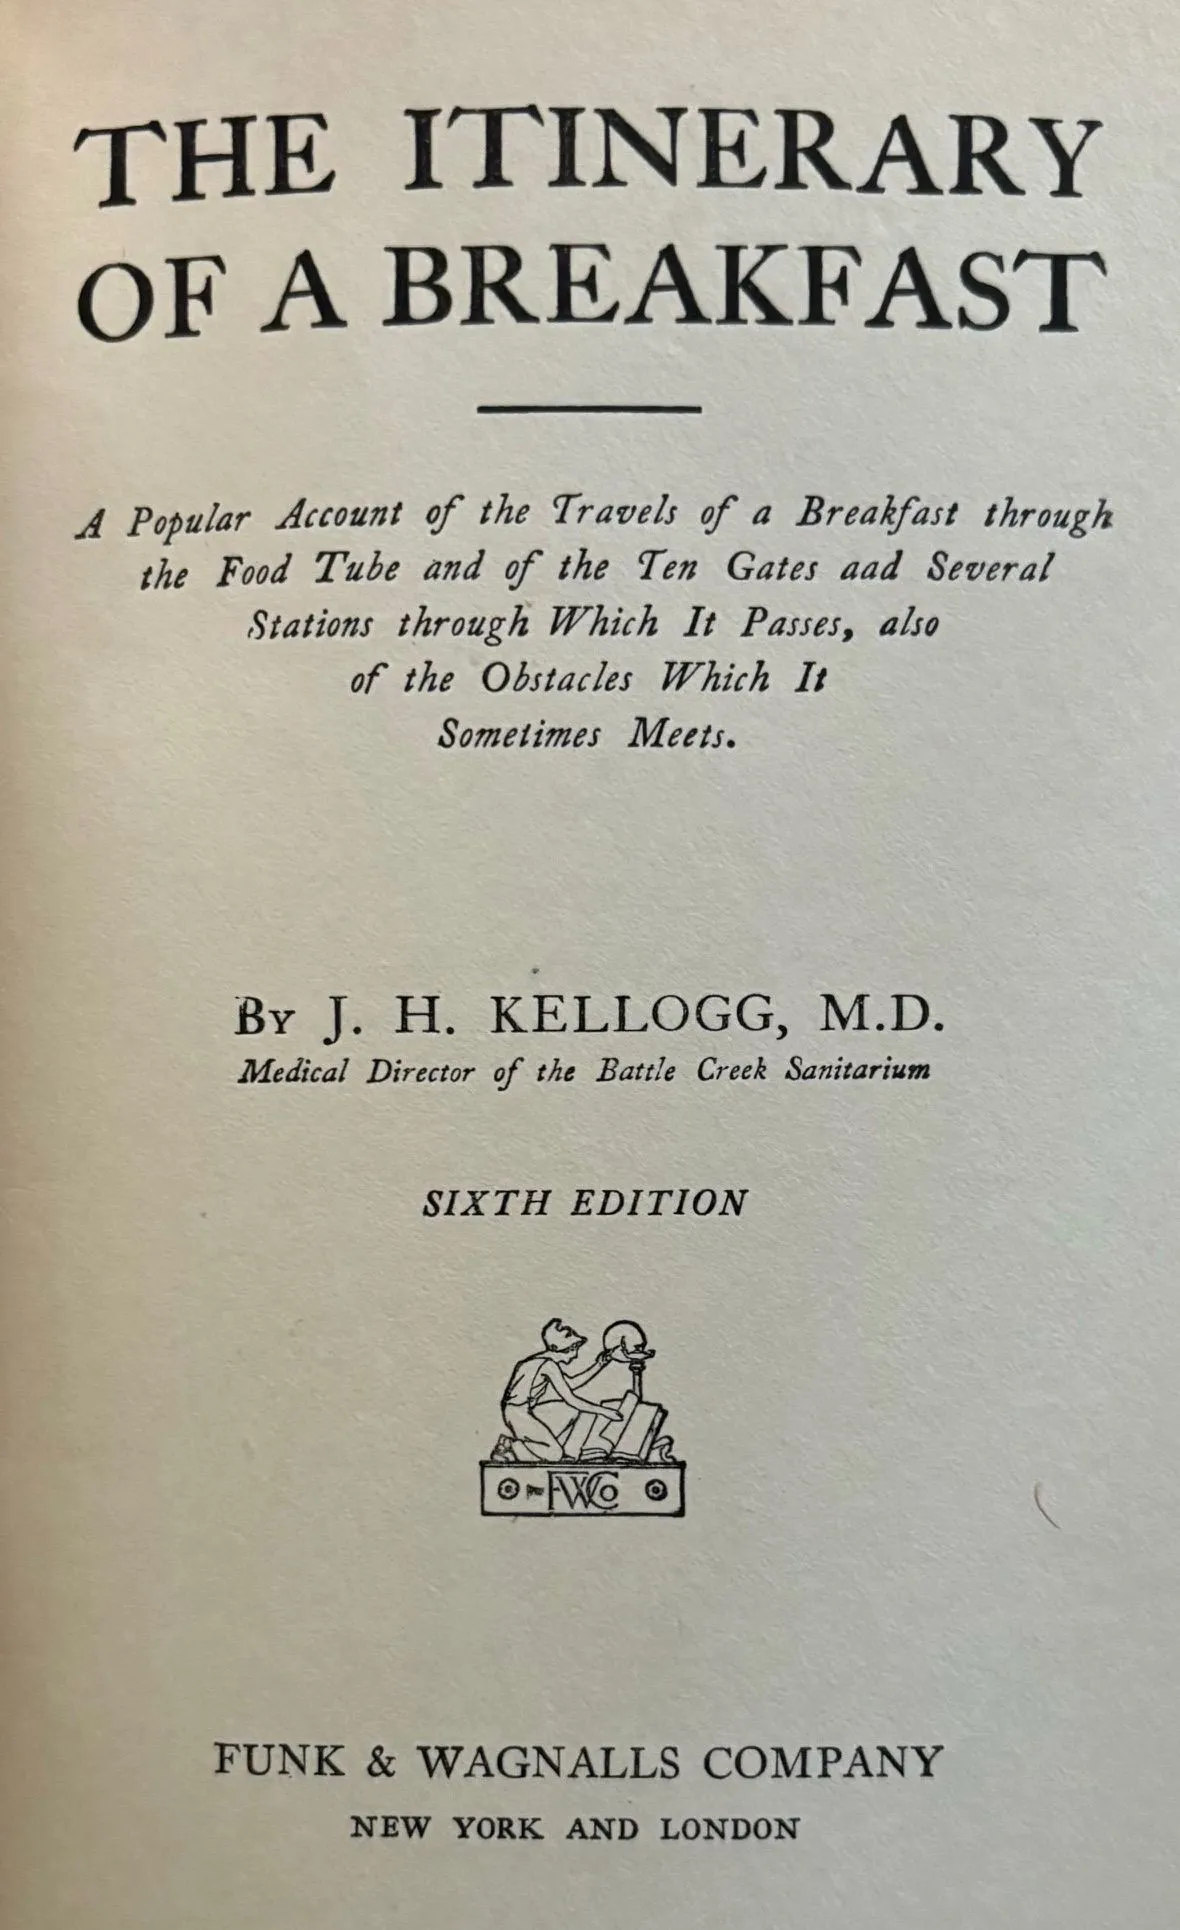 THE ITINERARY
OF A BREAKFAST
A Popular Account of the Travels of a Breakfast through
the Food Tube and of the Ten Gates aad Several
Stations through Which It Passes, also
of the Obstacles Which It
Sometimes Meets.
BY J. H. KELLOGG, M.D.
Medical Director of the Battle Creek Sanitarium
SIXTH EDITION
FWCo
FUNK & WAGNALLS COMPANY
NEW YORK AND LONDON